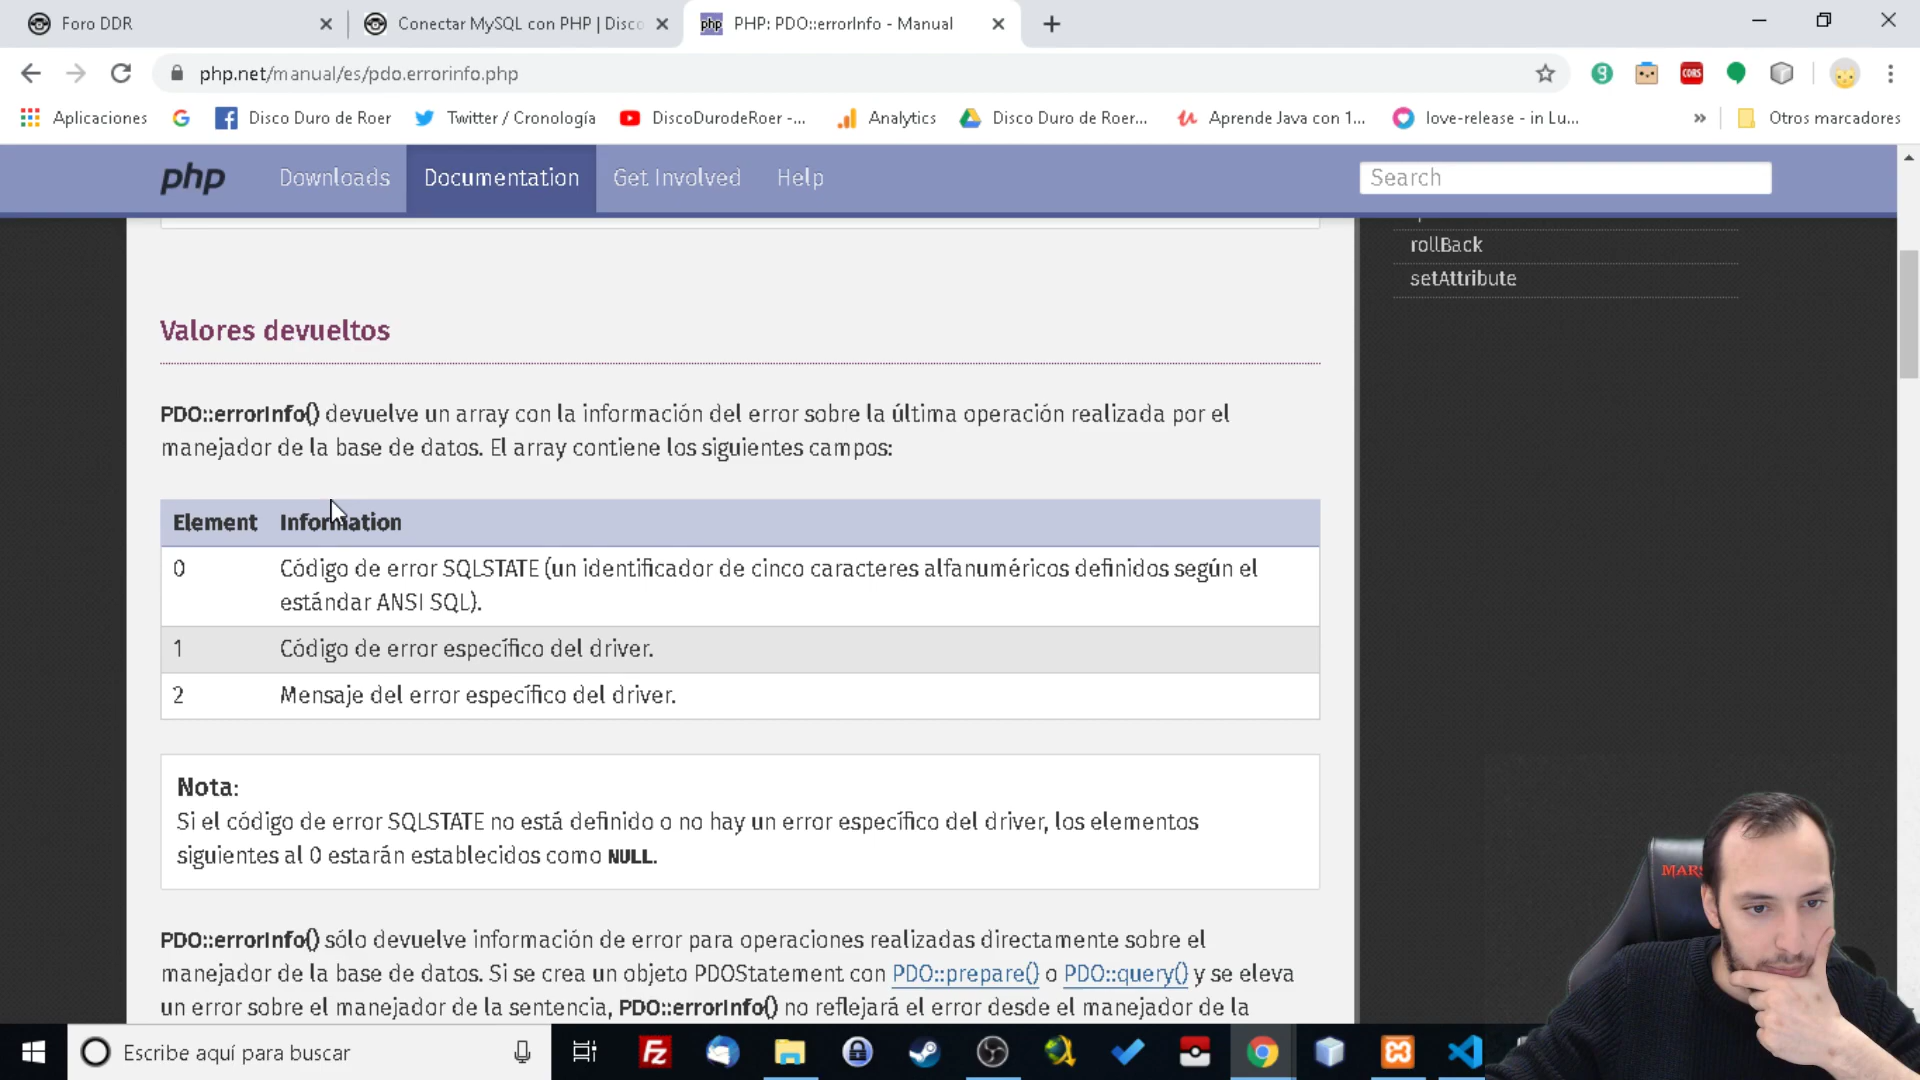 Foro DDR
Conectar MySQL con PHP | Disco
php PHP: PDO::errorInfo - Manual
php.net/manual/es/pdo.errorinfo.php
CORS
Aplicaciones
Disco Duro de Roer
Twitter / Cronología
DiscoDurodeRoer -...
Analytics
Disco Duro de Roer...
Aprende Java con 1...
love-release - in Lu...
»
Otros marcadores
php
Downloads
Documentation
Get Involved
Help
Search
rollBack
setAttribute
Valores devueltos
PDO::errorInfo() devuelve un array con la información del error sobre la última operación realizada por el
manejador de la base de datos. El array contiene los siguientes campos:
Element Information
0 Código de error SQLSTATE (un identificador de cinco caracteres alfanuméricos definidos según el
estándar ANSI SQL).
1 Código de error específico del driver.
2 Mensaje del error específico del driver.
Nota:
Si el código de error SQLSTATE no está definido o no hay un error específico del driver, los elementos
siguientes al 0 estarán establecidos como NULL.
PDO::errorInfo() sólo devuelve información de error para operaciones realizadas directamente sobre el
manejador de la base de datos. Si se crea un objeto PDOStatement con PDO::prepare() o PDO::query() y se eleva
un error sobre el manejador de la sentencia, PDO::errorInfo() no reflejará el error desde el manejador de la
MARS
Escribe aquí para buscar
Fz